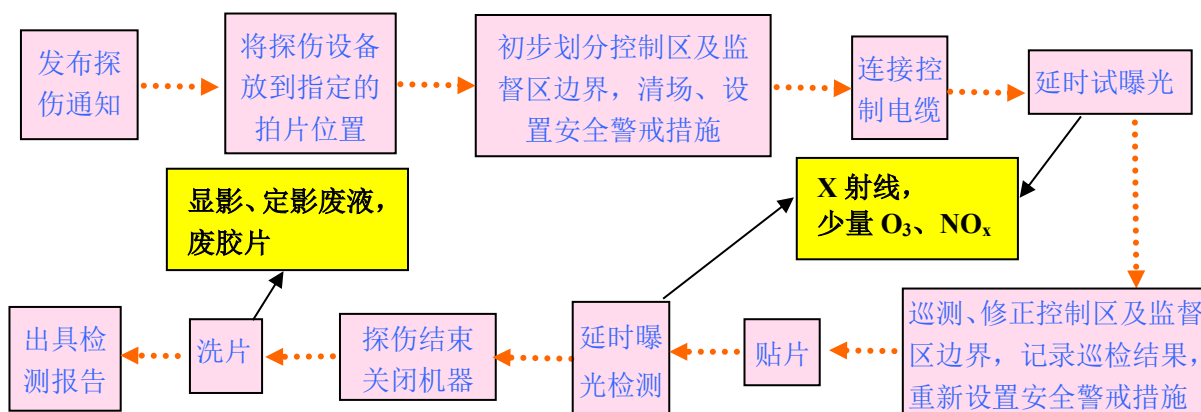 发布探
伤通知
将探伤设备
放到指定的
拍片位置
初步划分控制区及监
督区边界，清场、设
置安全警戒措施
连接控
制电缆
延时试曝光
显影、定影废液，
废胶片
X 射线，
少量 O₃、NOₓ
巡测、修正控制区及监督
区边界，记录巡检结果，
重新设置安全警戒措施
贴片
延时曝
光检测
探伤结束
关闭机器
洗片
出具检
测报告